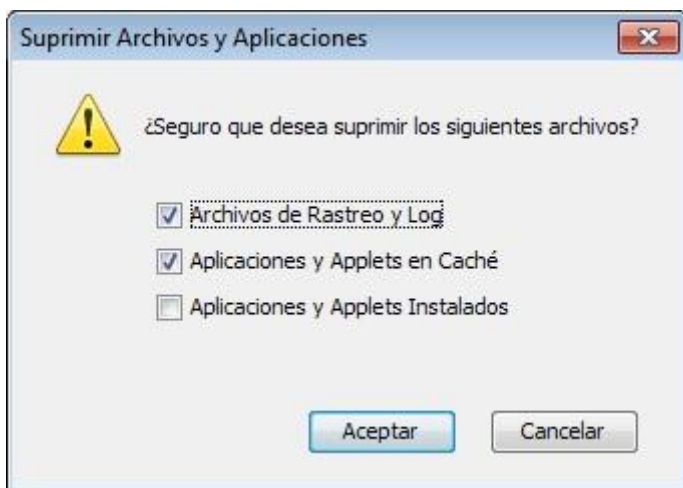 Suprimir Archivos y Aplicaciones
¿Seguro que desea suprimir los siguientes archivos?
Archivos de Rastreo y Log
Aplicaciones y Applets en Caché
Aplicaciones y Applets Instalados
Aceptar Cancelar